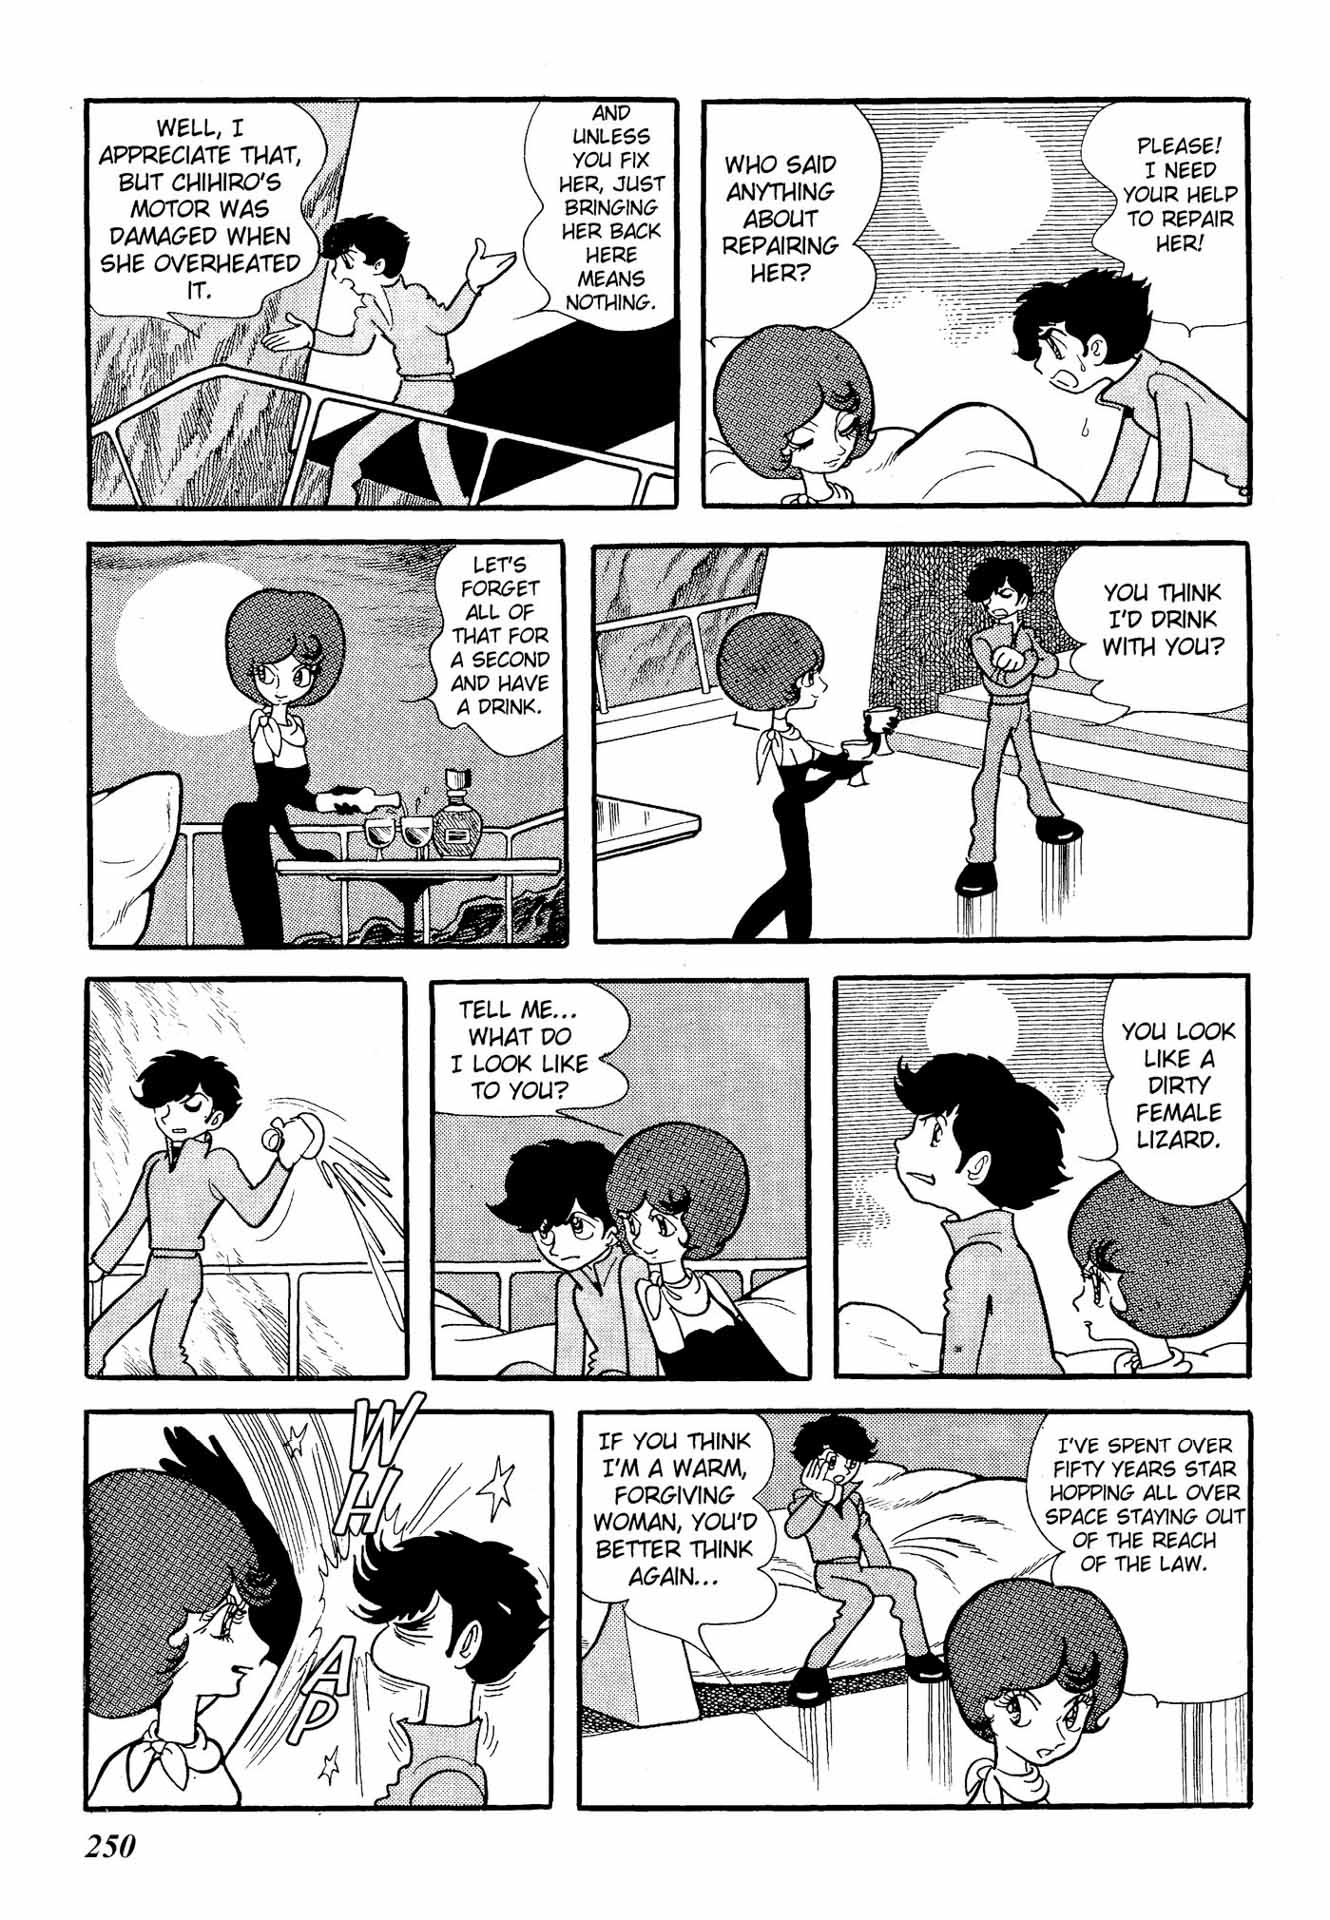 WELL, I
APPRECIATE THAT,
BUT CHIHIRO'S
MOTOR WAS
DAMAGED WHEN
SHE OVERHEATED
IT.
AND
UNLESS
YOU FIX
HER, JUST
BRINGING
HER BACK
HERE
MEANS
NOTHING.
WHO SAID
ANYTHING
ABOUT
REPAIRING
HER?
PLEASE!
I NEED
YOUR HELP
TO REPAIR
HER!
LET'S
FORGET
ALL OF
THAT FOR
A SECOND
AND HAVE
A DRINK.
YOU THINK
I'D DRINK
WITH YOU?
TELL ME...
WHAT DO
I LOOK LIKE
TO YOU?
YOU LOOK
LIKE A
DIRTY
FEMALE
LIZARD.
WHAP
IF YOU THINK
I'M A WARM,
FORGIVING
WOMAN, YOU'D
BETTER THINK
AGAIN...
I'VE SPENT OVER
FIFTY YEARS STAR
HOPPING ALL OVER
SPACE STAYING OUT
OF THE REACH
OF THE LAW.
250